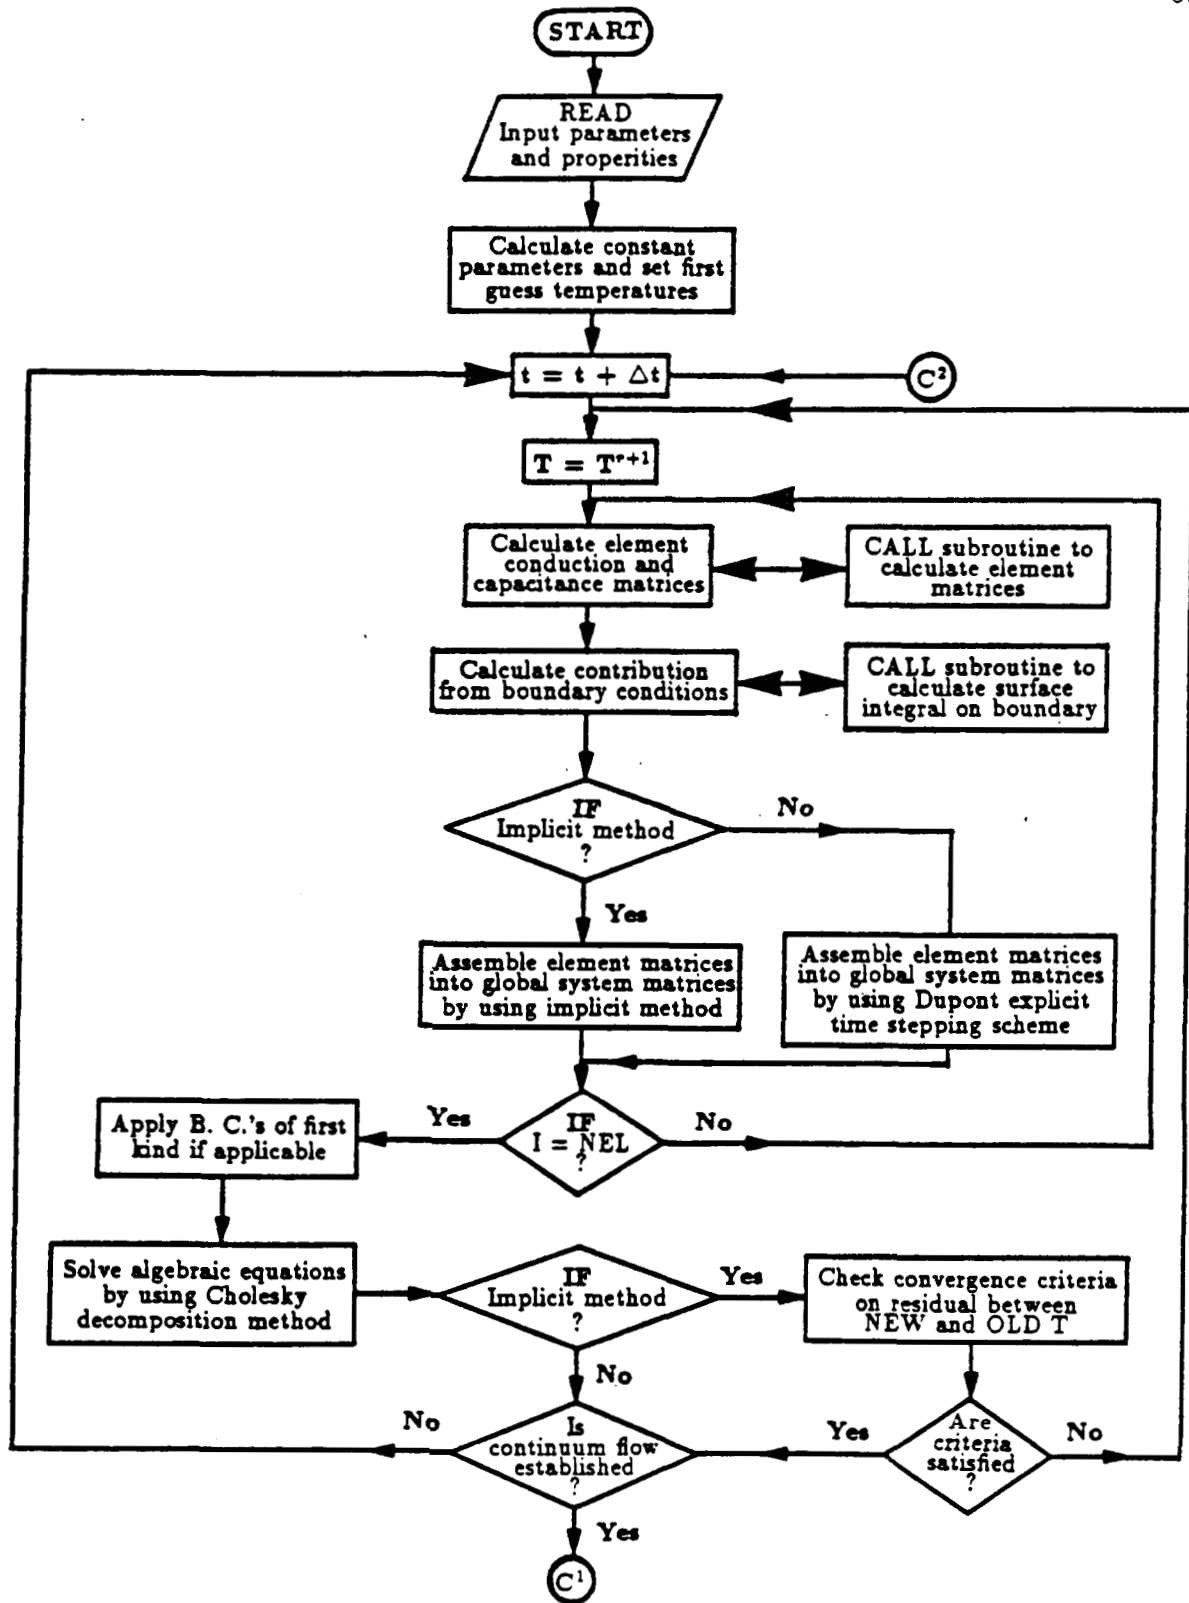 START
READ
Input parameters
and properities
Calculate constant
parameters and set first
guess temperatures
t = t + Δt
C²
T = Tʳ⁺¹
Calculate element
conduction and
capacitance matrices
CALL subroutine to
calculate element
matrices
Calculate contribution
from boundary conditions
CALL subroutine to
calculate surface
integral on boundary
IF
Implicit method
?
No
Yes
Assemble element matrices
into global system matrices
by using implicit method
Assemble element matrices
into global system matrices
by using Dupont explicit
time stepping scheme
IF
I = NEL
?
Yes
No
Apply B. C.'s of first
kind if applicable
Solve algebraic equations
by using Cholesky
decomposition method
IF
Implicit method
?
Yes
No
Check convergence criteria
on residual between
NEW and OLD T
Are
criteria
satisfied
?
Yes
No
Is
continuum flow
established
?
No
Yes
C¹